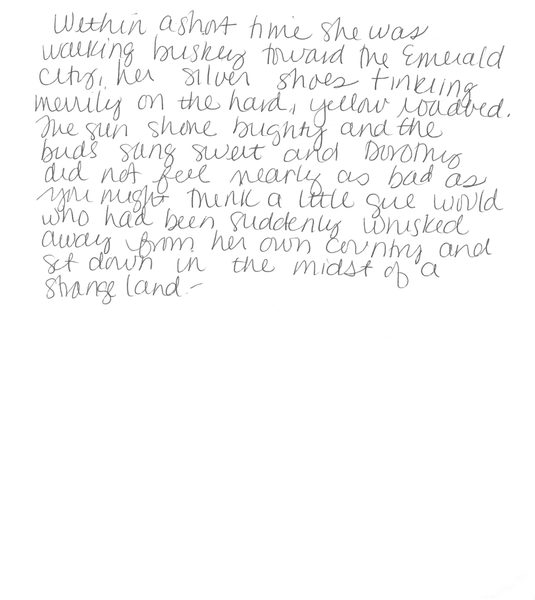 Within a short time she was
walking briskly toward the Emerald
City, her silver shoes tinkling
merrily on the hard, yellow roadbed.
The sun shone brightly and the
birds sang sweet and Dorothy
did not feel nearly as bad as
you might think a little girl would
who had been suddenly whisked
away from her own country and
set down in the midst of a
strange land.-